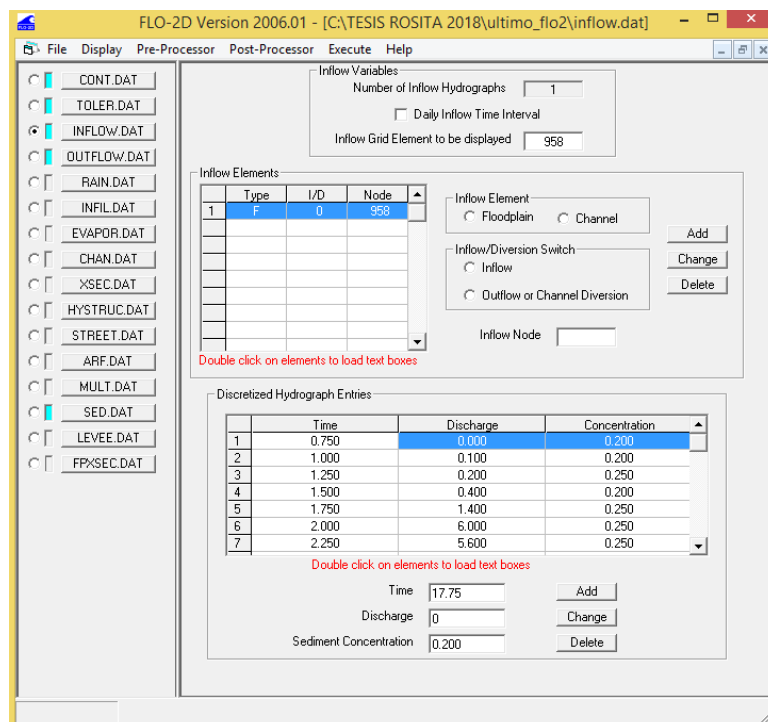 FLO-2D Version 2006.01 - [C:\TESIS ROSITA 2018\ultimo_flo2\inflow.dat]
File Display Pre-Processor Post-Processor Execute Help
CONT.DAT
TOLER.DAT
INFLOW.DAT
OUTFLOW.DAT
RAIN.DAT
INFIL.DAT
EVAPOR.DAT
CHAN.DAT
XSEC.DAT
HYSTRUC.DAT
STREET.DAT
ARF.DAT
MULT.DAT
SED.DAT
LEVEE.DAT
FPXSEC.DAT
Inflow Variables
Number of Inflow Hydrographs 1
Daily Inflow Time Interval
Inflow Grid Element to be displayed 958
Inflow Elements
Type I/D Node
1 F 0 958
Double click on elements to load text boxes
Inflow Element
Floodplain Channel
Inflow/Diversion Switch
Inflow
Outflow or Channel Diversion
Inflow Node
Add
Change
Delete
Discretized Hydrograph Entries
Time Discharge Concentration
1 0.750 0.000 0.200
2 1.000 0.100 0.200
3 1.250 0.200 0.250
4 1.500 0.400 0.200
5 1.750 1.400 0.250
6 2.000 6.000 0.250
7 2.250 5.600 0.250
Double click on elements to load text boxes
Time 17.75 Add
Discharge 0 Change
Sediment Concentration 0.200 Delete